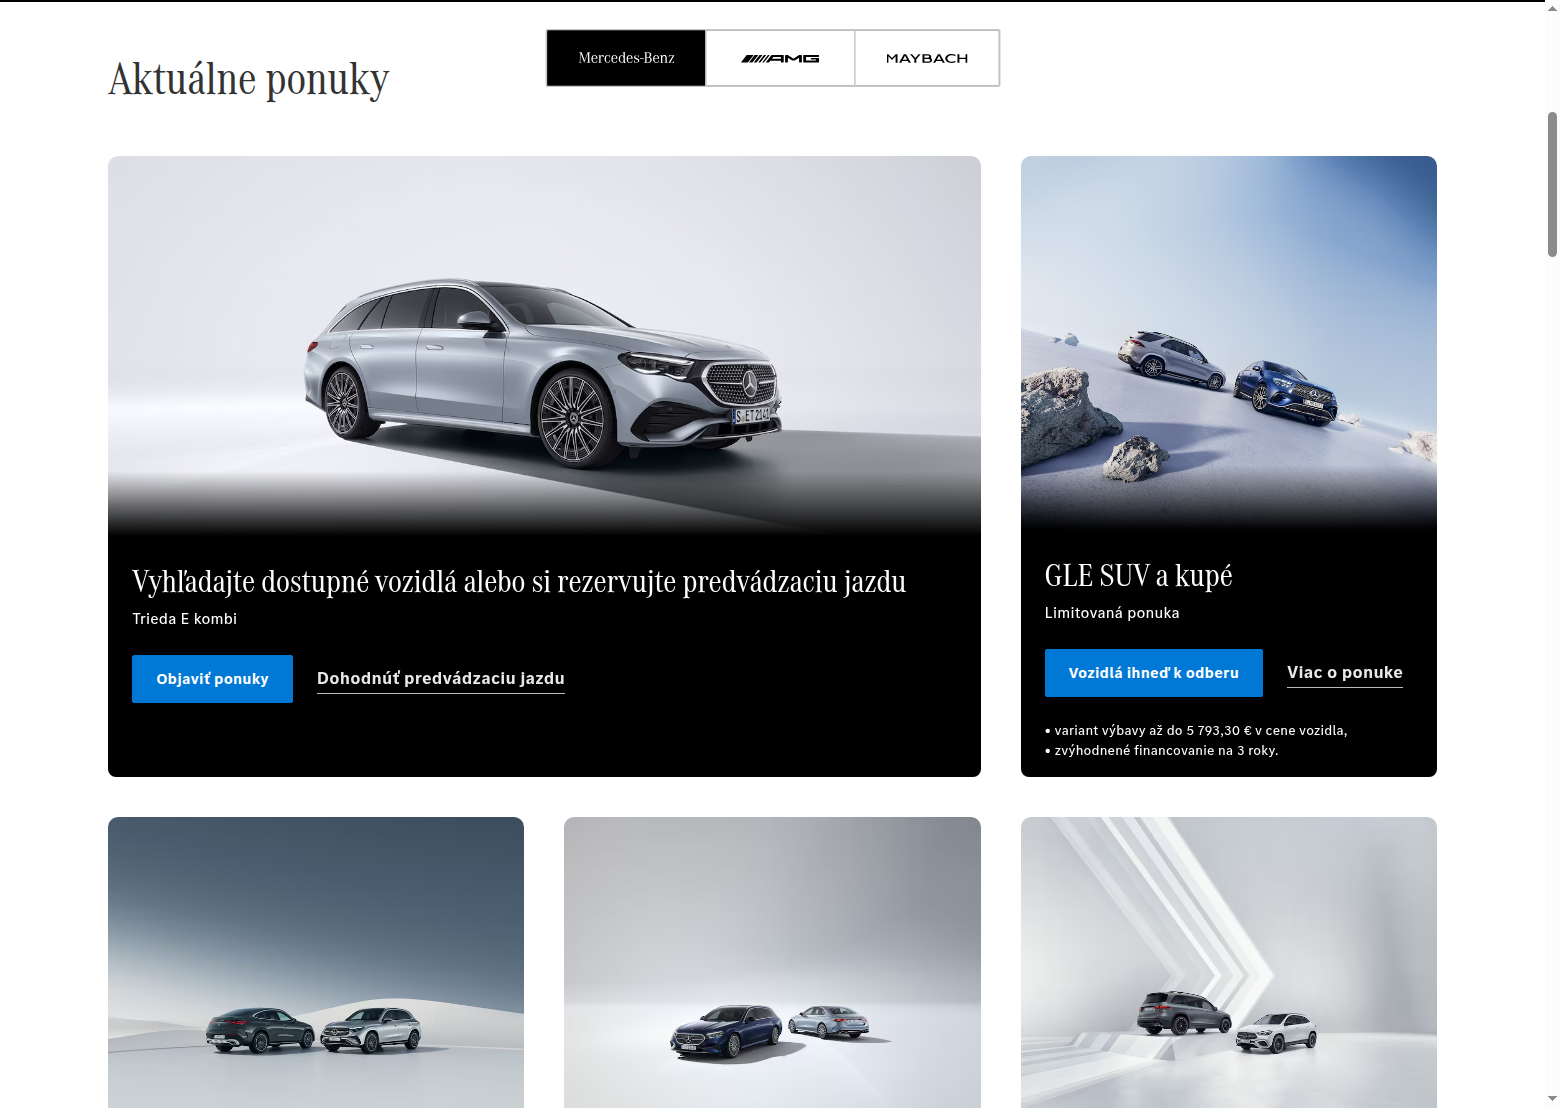 Aktuálne ponuky
Mercedes-Benz
AMG
MAYBACH
S ET2141
Vyhľadajte dostupné vozidlá alebo si rezervujte predvádzaciu jazdu
Trieda E kombi
Objaviť ponuky
Dohodnúť predvádzaciu jazdu
GLE SUV a kupé
Limitovaná ponuka
Vozidlá ihneď k odberu
Viac o ponuke
• variant výbavy až do 5 793,30 € v cene vozidla,
• zvýhodnené financovanie na 3 roky.